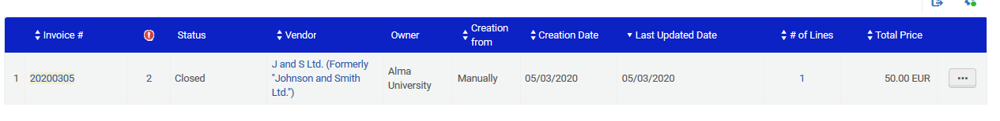 Invoice #
Status
Vendor
Owner
Creation
from
Creation Date
Last Updated Date
# of Lines
Total Price
1
20200305
2
Closed
J and S Ltd. (Formerly
"Johnson and Smith
Ltd.")
Alma
University
Manually
05/03/2020
05/03/2020
1
50.00 EUR